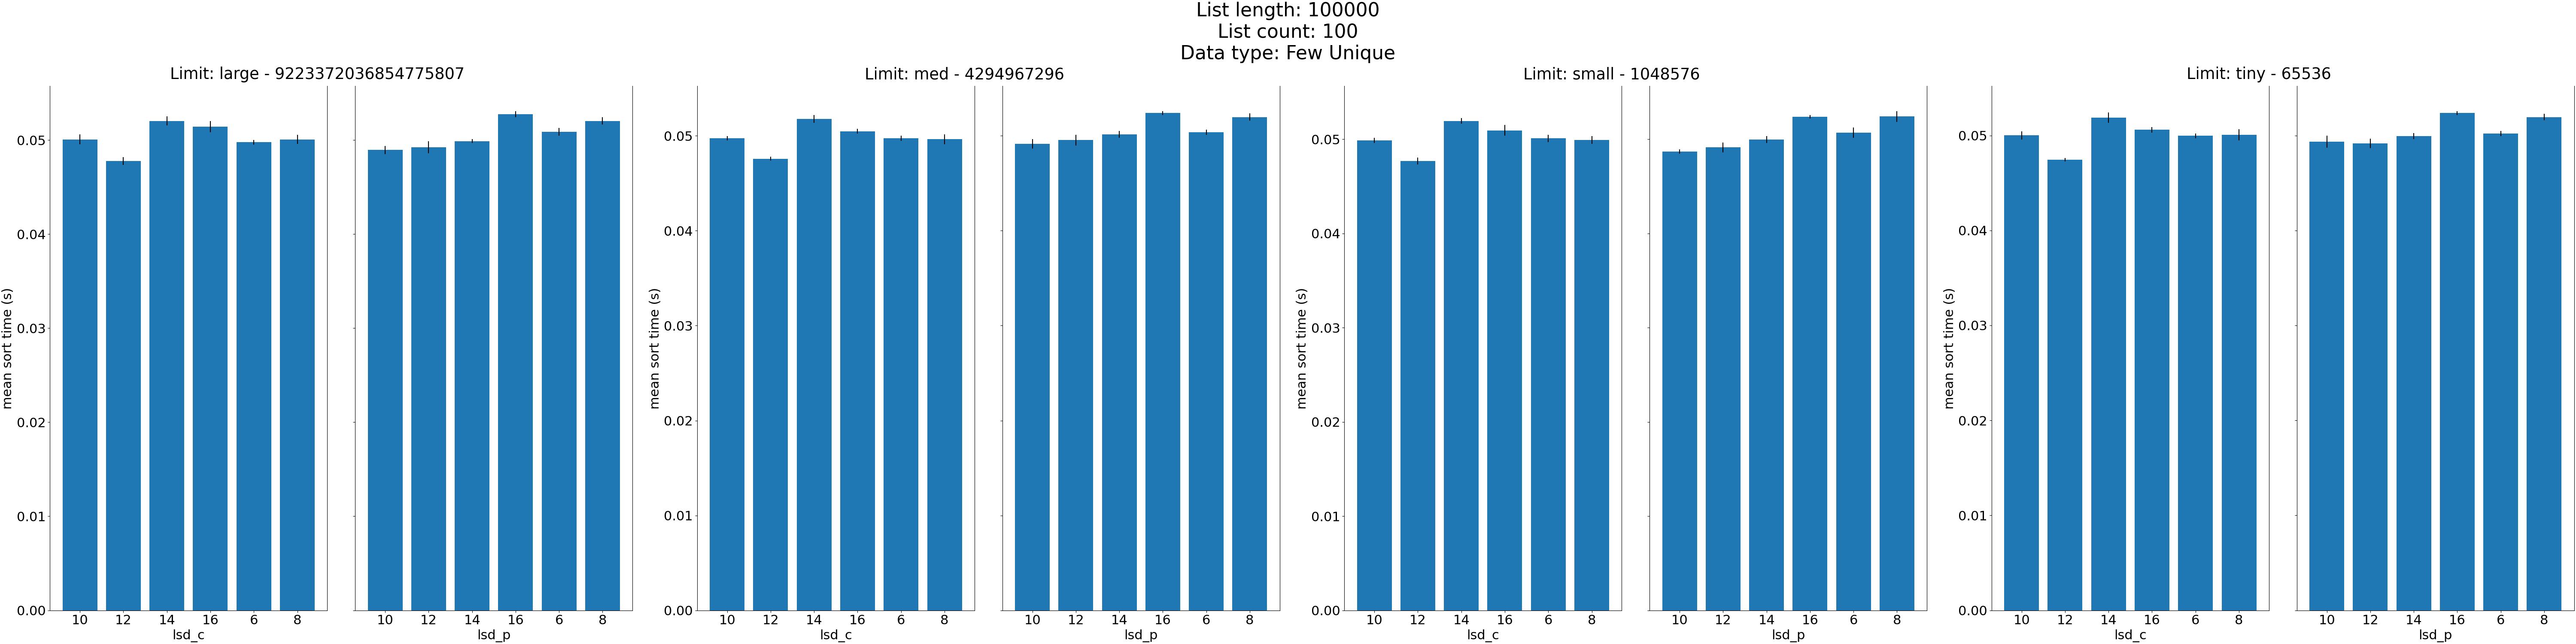 List length: 100000
List count: 100
Data type: Few Unique
Limit: large - 9223372036854775807
mean sort time (s)
0.05
0.04
0.03
0.02
0.01
0.00
10 12 14 16 6 8
lsd_c
10 12 14 16 6 8
lsd_p
Limit: med - 4294967296
mean sort time (s)
0.05
0.04
0.03
0.02
0.01
0.00
10 12 14 16 6 8
lsd_c
10 12 14 16 6 8
lsd_p
Limit: small - 1048576
mean sort time (s)
0.05
0.04
0.03
0.02
0.01
0.00
10 12 14 16 6 8
lsd_c
10 12 14 16 6 8
lsd_p
Limit: tiny - 65536
mean sort time (s)
0.05
0.04
0.03
0.02
0.01
0.00
10 12 14 16 6 8
lsd_c
10 12 14 16 6 8
lsd_p